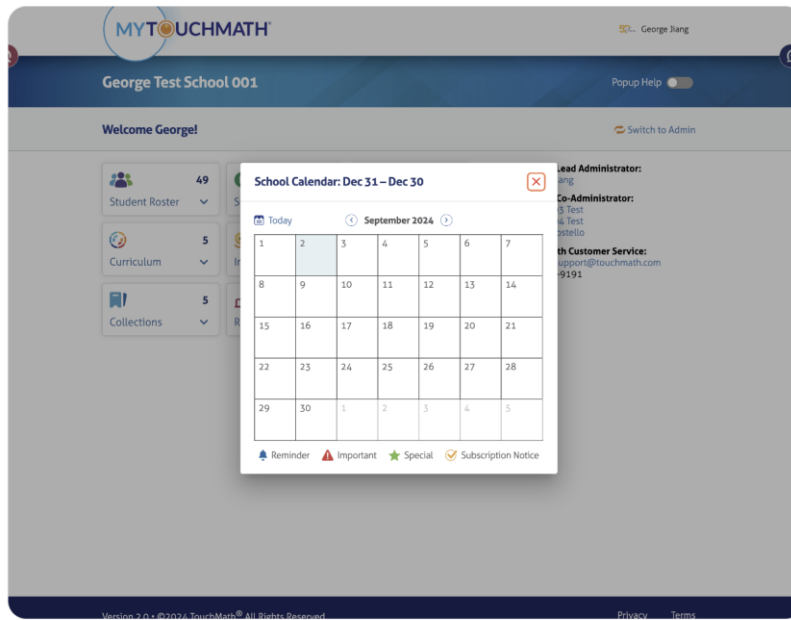 MYTOUCHMATH®
George Jiang
George Test School 001
Popup Help
Welcome George!
Switch to Admin
49
Student Roster
5
Curriculum
5
Collections
School Calendar: Dec 31 – Dec 30
Today
September 2024
1 2 3 4 5 6 7
8 9 10 11 12 13 14
15 16 17 18 19 20 21
22 23 24 25 26 27 28
29 30 1 2 3 4 5
Reminder Important Special Subscription Notice
Lead Administrator:
Co-Administrator:
Test
Test
Customer Service:
upport@touchmath.com
-9191
Version 2.0 • ©2024 TouchMath® All Rights Reserved
Privacy Terms